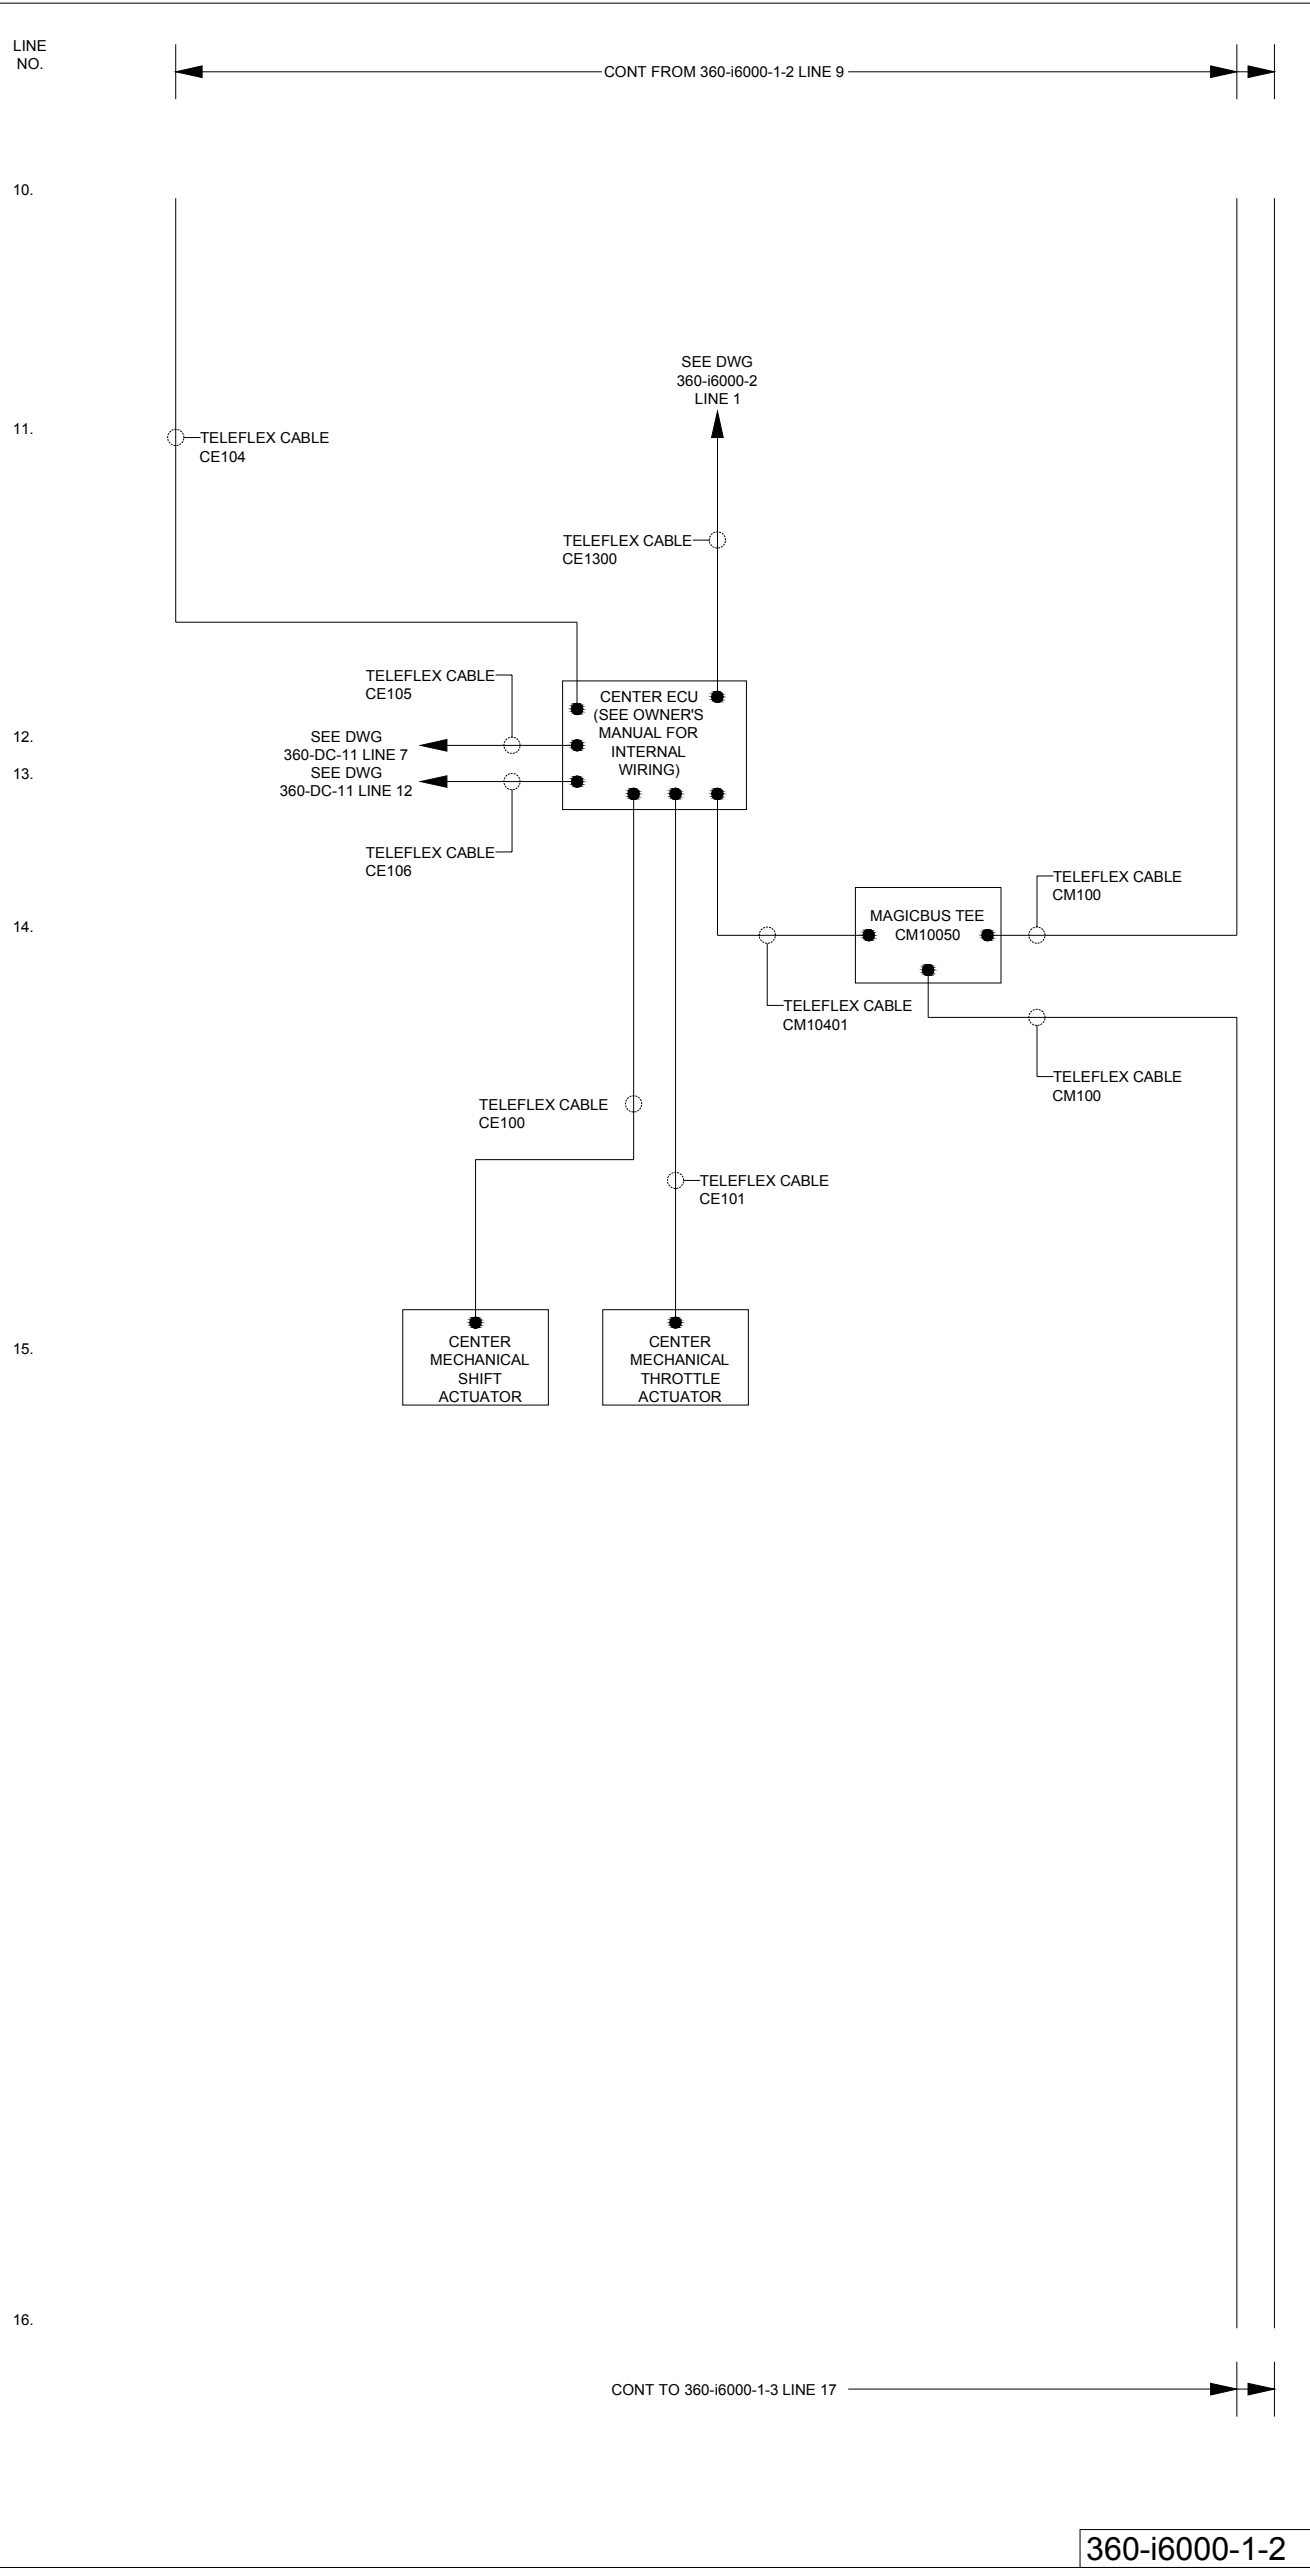 LINE
NO.
CONT FROM 360-i6000-1-2 LINE 9
10.
SEE DWG
360-i6000-2
LINE 1
11.
TELEFLEX CABLE
CE104
TELEFLEX CABLE
CE1300
TELEFLEX CABLE
CE105
CENTER ECU
(SEE OWNER'S
MANUAL FOR
INTERNAL
WIRING)
12.
SEE DWG
360-DC-11 LINE 7
13.
SEE DWG
360-DC-11 LINE 12
TELEFLEX CABLE
CE106
TELEFLEX CABLE
CM100
14.
MAGICBUS TEE
CM10050
TELEFLEX CABLE
CM10401
TELEFLEX CABLE
CM100
TELEFLEX CABLE
CE100
TELEFLEX CABLE
CE101
15.
CENTER
MECHANICAL
SHIFT
ACTUATOR
CENTER
MECHANICAL
THROTTLE
ACTUATOR
16.
CONT TO 360-i6000-1-3 LINE 17
360-i6000-1-2